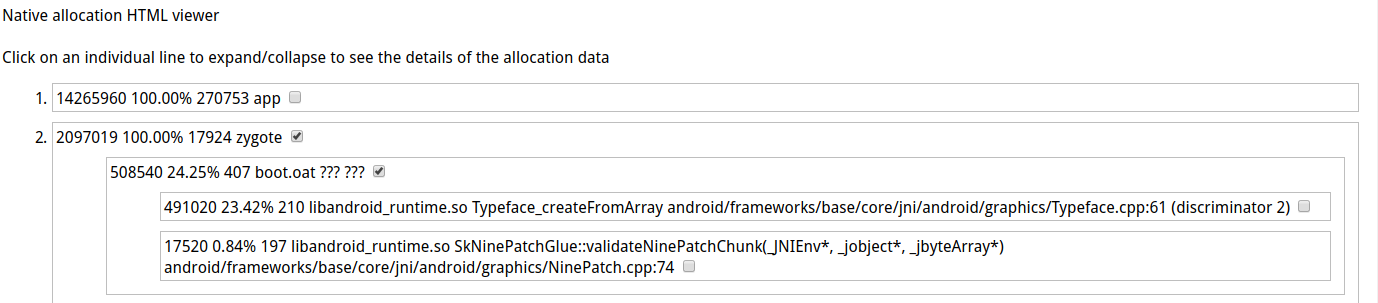 Native allocation HTML viewer
Click on an individual line to expand/collapse to see the details of the allocation data
1. 14265960 100.00% 270753 app
2. 2097019 100.00% 17924 zygote
508540 24.25% 407 boot.oat ??? ???
491020 23.42% 210 libandroid_runtime.so Typeface_createFromArray android/frameworks/base/core/jni/android/graphics/Typeface.cpp:61 (discriminator 2)
17520 0.84% 197 libandroid_runtime.so SkNinePatchGlue::validateNinePatchChunk(_JNIEnv*, _jobject*, _jbyteArray*)
android/frameworks/base/core/jni/android/graphics/NinePatch.cpp:74